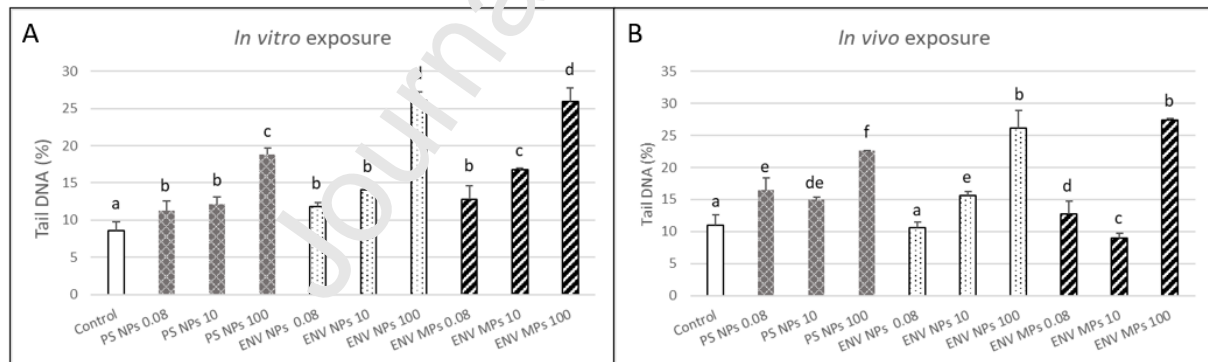 A
In vitro exposure
Tail DNA (%)
30
25
20
15
10
5
0
a
b
b
c
b
b
b
c
d
Control
PS NPs 0.08
PS NPs 10
PS NPs 100
ENV NPs 0.08
ENV NPs 10
ENV NPs 100
ENV MPs 0.08
ENV MPs 10
ENV MPs 100
B
In vivo exposure
Tail DNA (%)
35
30
25
20
15
10
5
0
a
e
de
f
a
e
b
d
c
b
Control
PS NPs 0.08
PS NPs 10
PS NPs 100
ENV NPs 0.08
ENV NPs 10
ENV NPs 100
ENV MPs 0.08
ENV MPs 10
ENV MPs 100
Journa